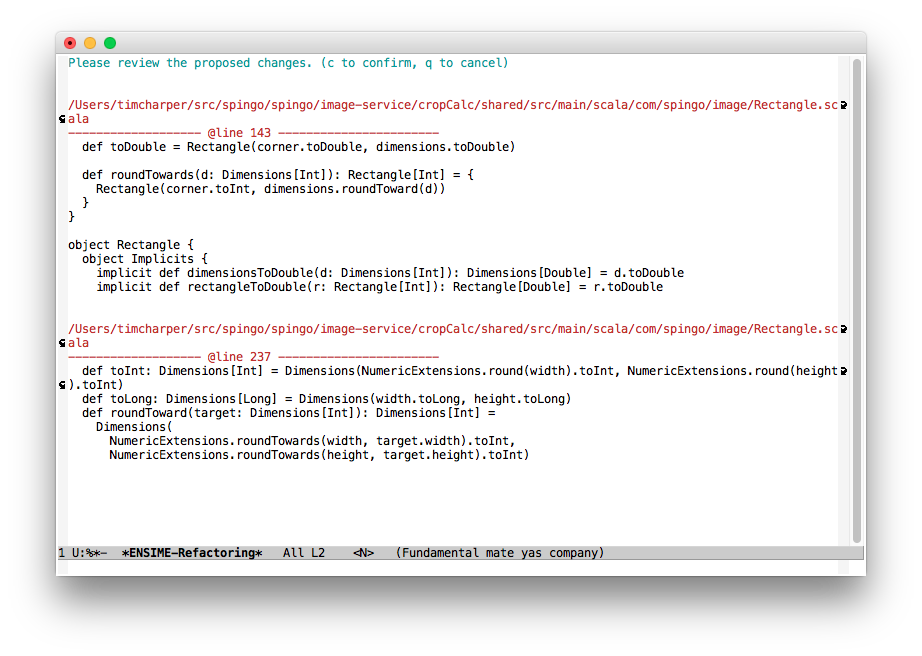 Please review the proposed changes. (c to confirm, q to cancel)
/Users/timcharper/src/spingo/spingo/image-service/cropCalc/shared/src/main/scala/com/spingo/image/Rectangle.sc
ala
------------------- @line 143 -----------------------
  def toDouble = Rectangle(corner.toDouble, dimensions.toDouble)
  def roundTowards(d: Dimensions[Int]): Rectangle[Int] = {
    Rectangle(corner.toInt, dimensions.roundToward(d))
  }
}
object Rectangle {
  object Implicits {
    implicit def dimensionsToDouble(d: Dimensions[Int]): Dimensions[Double] = d.toDouble
    implicit def rectangleToDouble(r: Rectangle[Int]): Rectangle[Double] = r.toDouble
/Users/timcharper/src/spingo/spingo/image-service/cropCalc/shared/src/main/scala/com/spingo/image/Rectangle.sc
ala
------------------- @line 237 -----------------------
  def toInt: Dimensions[Int] = Dimensions(NumericExtensions.round(width).toInt, NumericExtensions.round(height
).toInt)
  def toLong: Dimensions[Long] = Dimensions(width.toLong, height.toLong)
  def roundToward(target: Dimensions[Int]): Dimensions[Int] =
    Dimensions(
      NumericExtensions.roundTowards(width, target.width).toInt,
      NumericExtensions.roundTowards(height, target.height).toInt)
1 U:%*-  *ENSIME-Refactoring*   All L2    <N>   (Fundamental mate yas company)